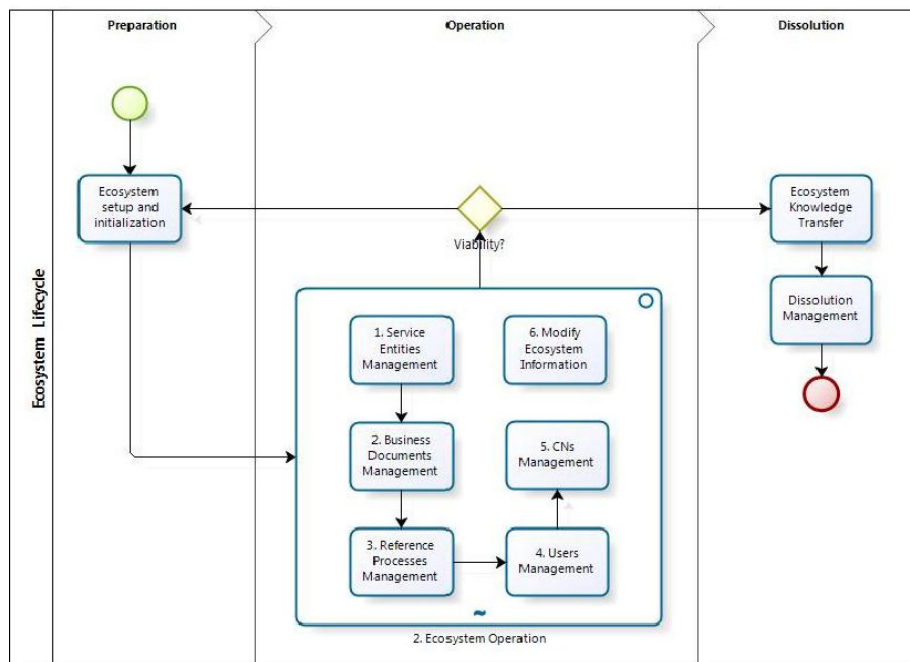 Preparation
Operation
Dissolution
Ecosystem Lifecycle
Ecosystem
setup and
initialization
Viability?
Ecosystem
Knowledge
Transfer
Dissolution
Management
1. Service
Entities
Management
6. Modify
Ecosystem
Information
2. Business
Documents
Management
5. CNs
Management
3. Reference
Processes
Management
4. Users
Management
2. Ecosystem Operation